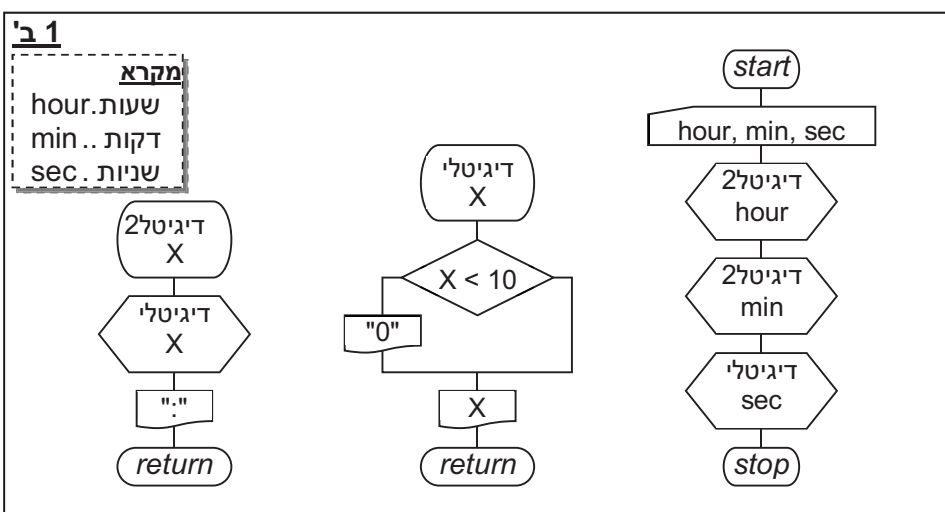 1 ב'
מקרא
שעות.hour
דקות ..min
שניות .sec
דיגיטל2
X
דיגיטלי
X
":"
return
דיגיטלי
X
X < 10
"0"
X
return
start
hour, min, sec
דיגיטל2
hour
דיגיטל2
min
דיגיטלי
sec
stop